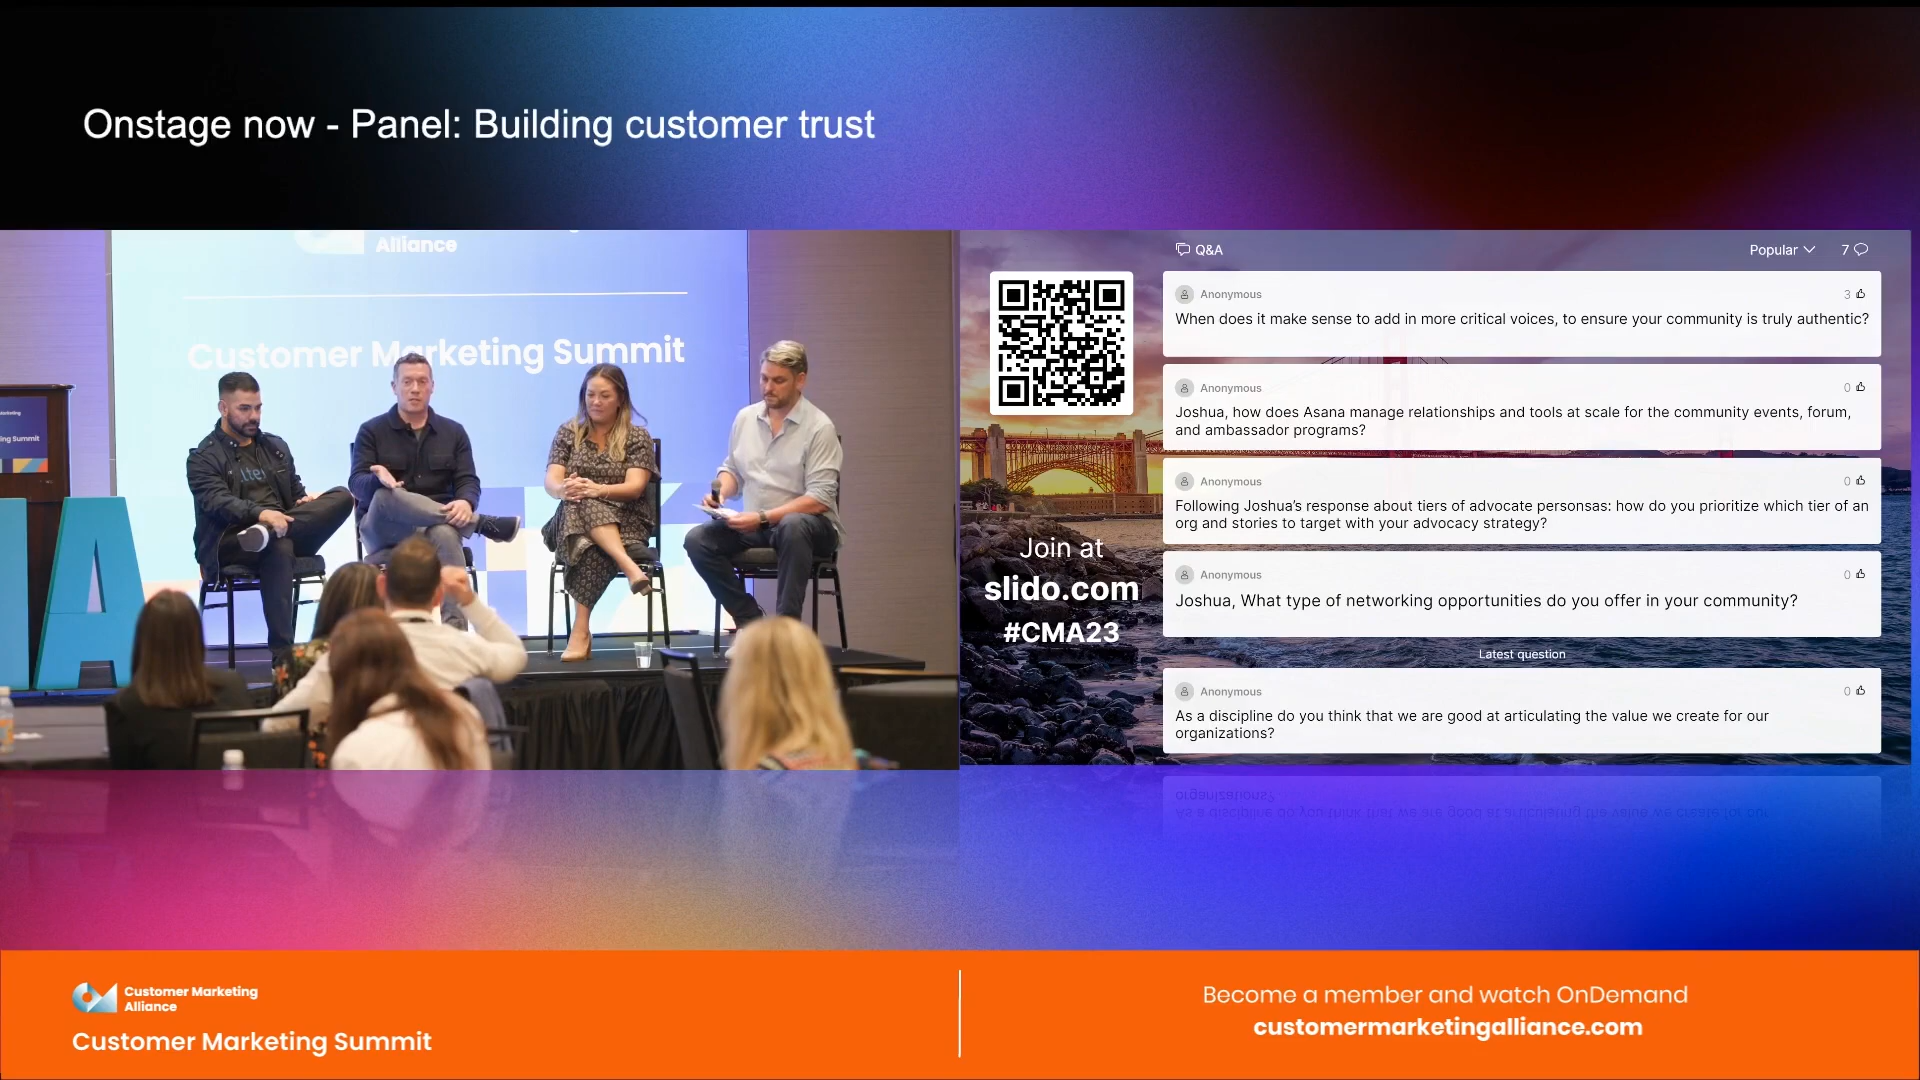 Onstage now - Panel: Building customer trust
Alliance
Customer Marketing Summit
ng Summit
A
Q&A
Popular
7
Join at
slido.com
#CMA23
Anonymous
3
When does it make sense to add in more critical voices, to ensure your community is truly authentic?
Anonymous
0
Joshua, how does Asana manage relationships and tools at scale for the community events, forum,
and ambassador programs?
Anonymous
0
Following Joshua’s response about tiers of advocate personsas: how do you prioritize which tier of an
org and stories to target with your advocacy strategy?
Anonymous
0
Joshua, What type of networking opportunities do you offer in your community?
Latest question
Anonymous
0
As a discipline do you think that we are good at articulating the value we create for our
organizations?
Customer Marketing
Alliance
Customer Marketing Summit
Become a member and watch OnDemand
customermarketingalliance.com